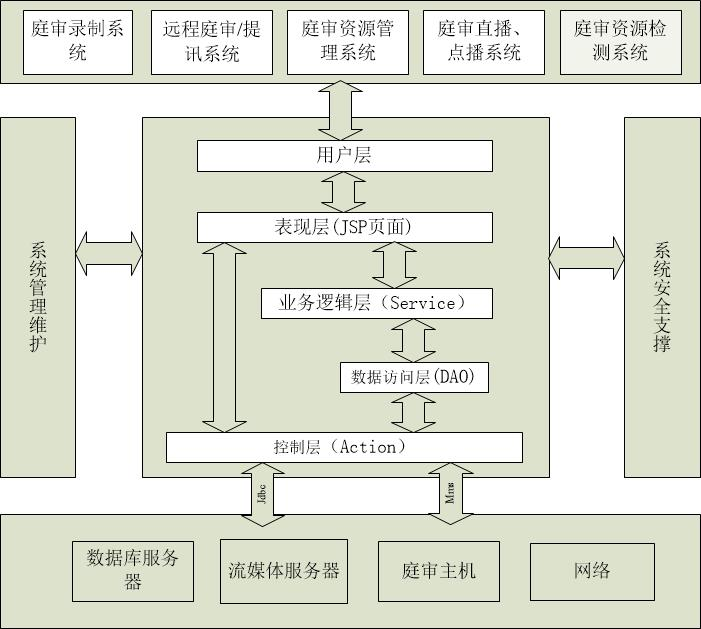 庭审录制系
统
远程庭审/提
讯系统
庭审资源管
理系统
庭审直播、
点播系统
庭审资源检
测系统
用户层
表现层(JSP页面)
系统管理维护
系统安全支撑
业务逻辑层（Service）
数据访问层(DAO)
控制层（Action）
Jdbc
Mms
数据库服务
器
流媒体服务器
庭审主机
网络